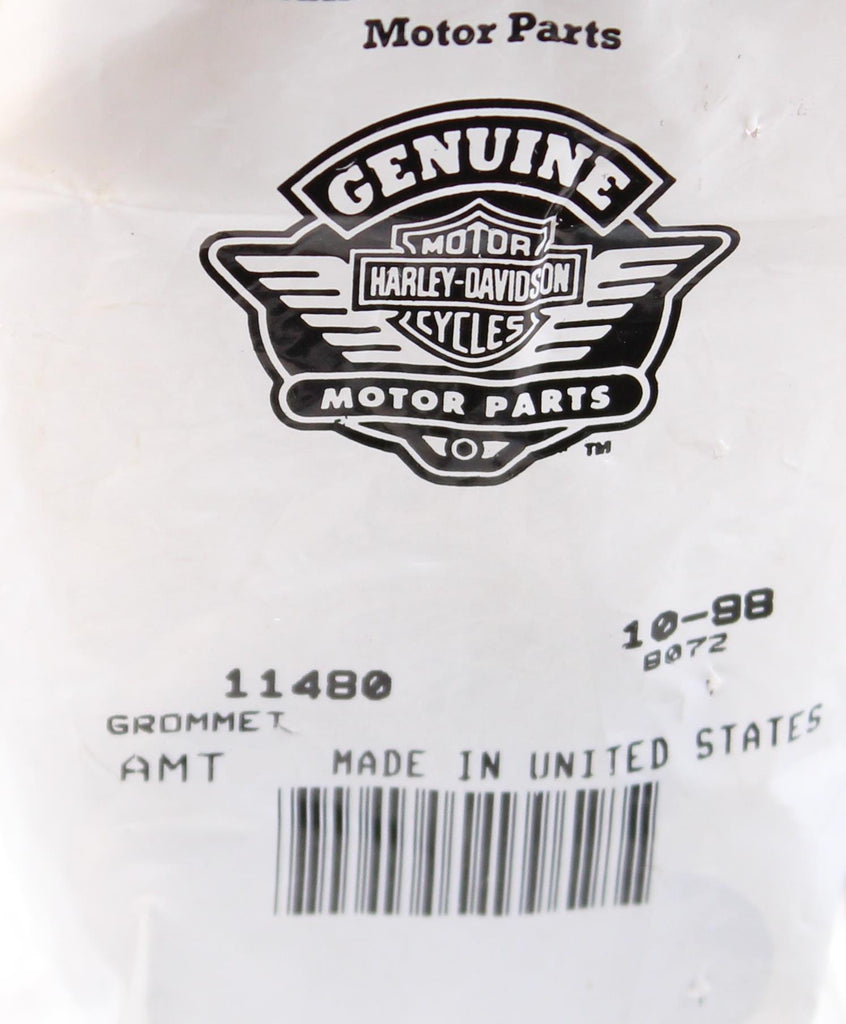 Motor Parts
GENUINE
MOTOR
HARLEY-DAVIDSON
CYCLES
MOTOR PARTS
TM
10-98
8072
11480
GROMMET
AMT MADE IN UNITED STATES